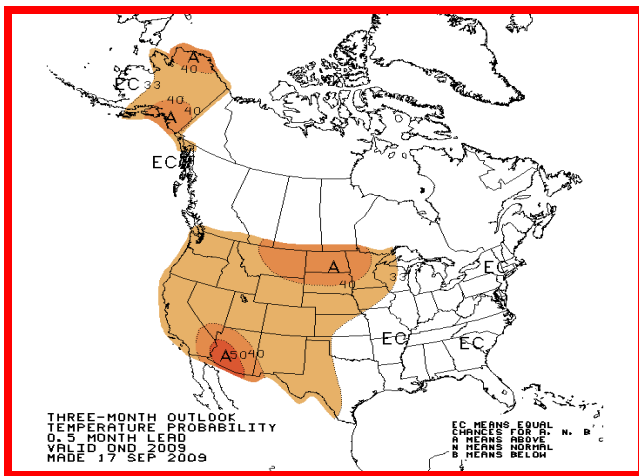 A
40
EC 33
40
40
A
EC
A
EC
33
40
EC
EC
A 50 40
THREE-MONTH OUTLOOK
TEMPERATURE PROBABILITY
0.5 MONTH LEAD
VALID OND 2009
MADE 17 SEP 2009
EC MEANS EQUAL
CHANCES FOR A, N, B
A MEANS ABOVE
N MEANS NORMAL
B MEANS BELOW